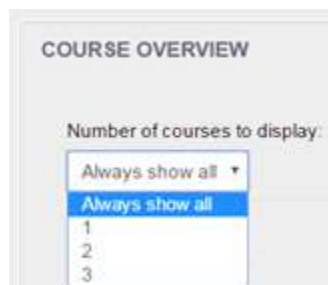 COURSE OVERVIEW
Number of courses to display:
Always show all
Always show all
1
2
3